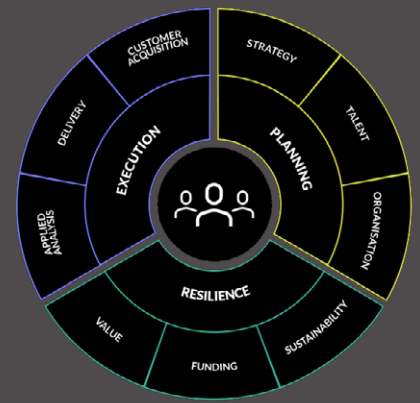 CUSTOMER
ACQUISITION
STRATEGY
DELIVERY
TALENT
EXECUTION
PLANNING
APPLIED
ANALYSIS
ORGANISATION
RESILIENCE
VALUE
FUNDING
SUSTAINABILITY